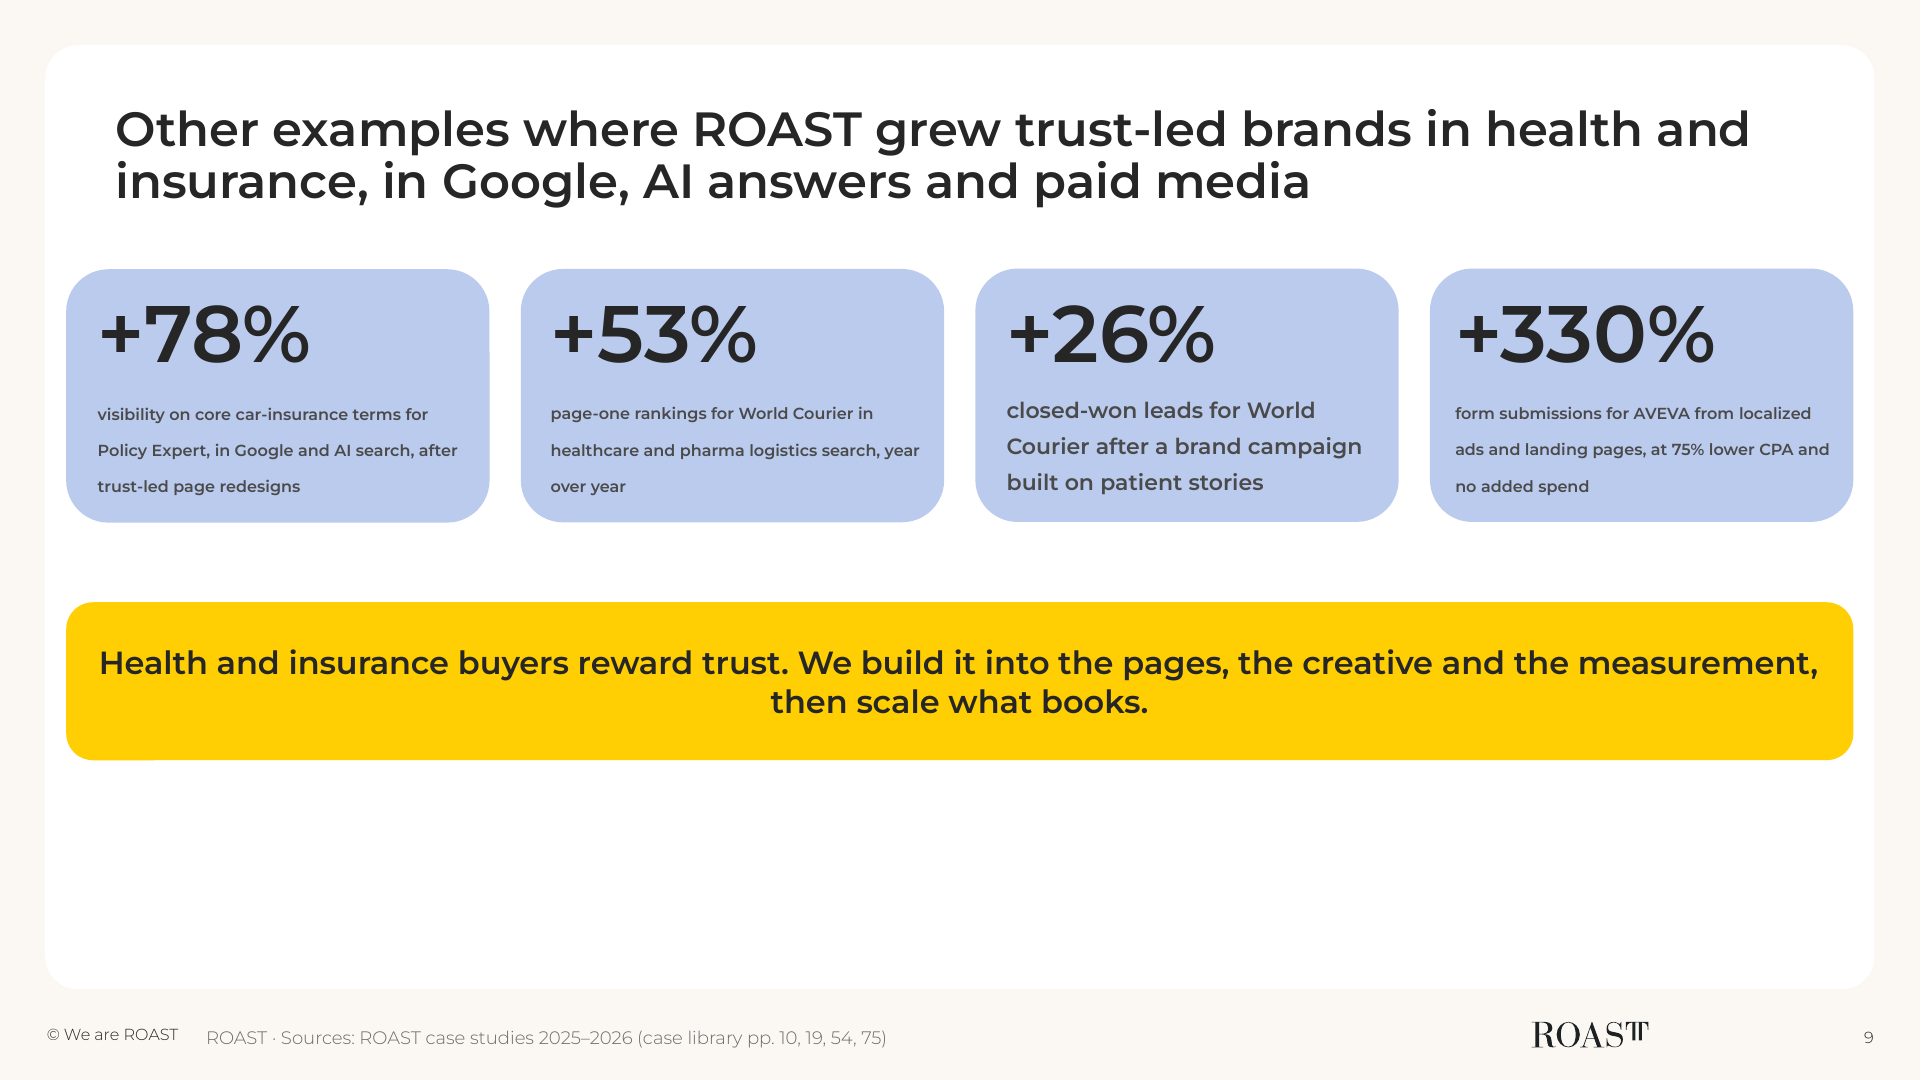 Other examples where ROAST grew trust-led brands in health and
insurance, in Google, AI answers and paid media
+78%
visibility on core car-insurance terms for
Policy Expert, in Google and AI search, after
trust-led page redesigns
+53%
page-one rankings for World Courier in
healthcare and pharma logistics search, year
over year
+26%
closed-won leads for World
Courier after a brand campaign
built on patient stories
+330%
form submissions for AVEVA from localized
ads and landing pages, at 75% lower CPA and
no added spend
Health and insurance buyers reward trust. We build it into the pages, the creative and the measurement,
then scale what books.
© We are ROAST
ROAST · Sources: ROAST case studies 2025–2026 (case library pp. 10, 19, 54, 75)
ROAST
9